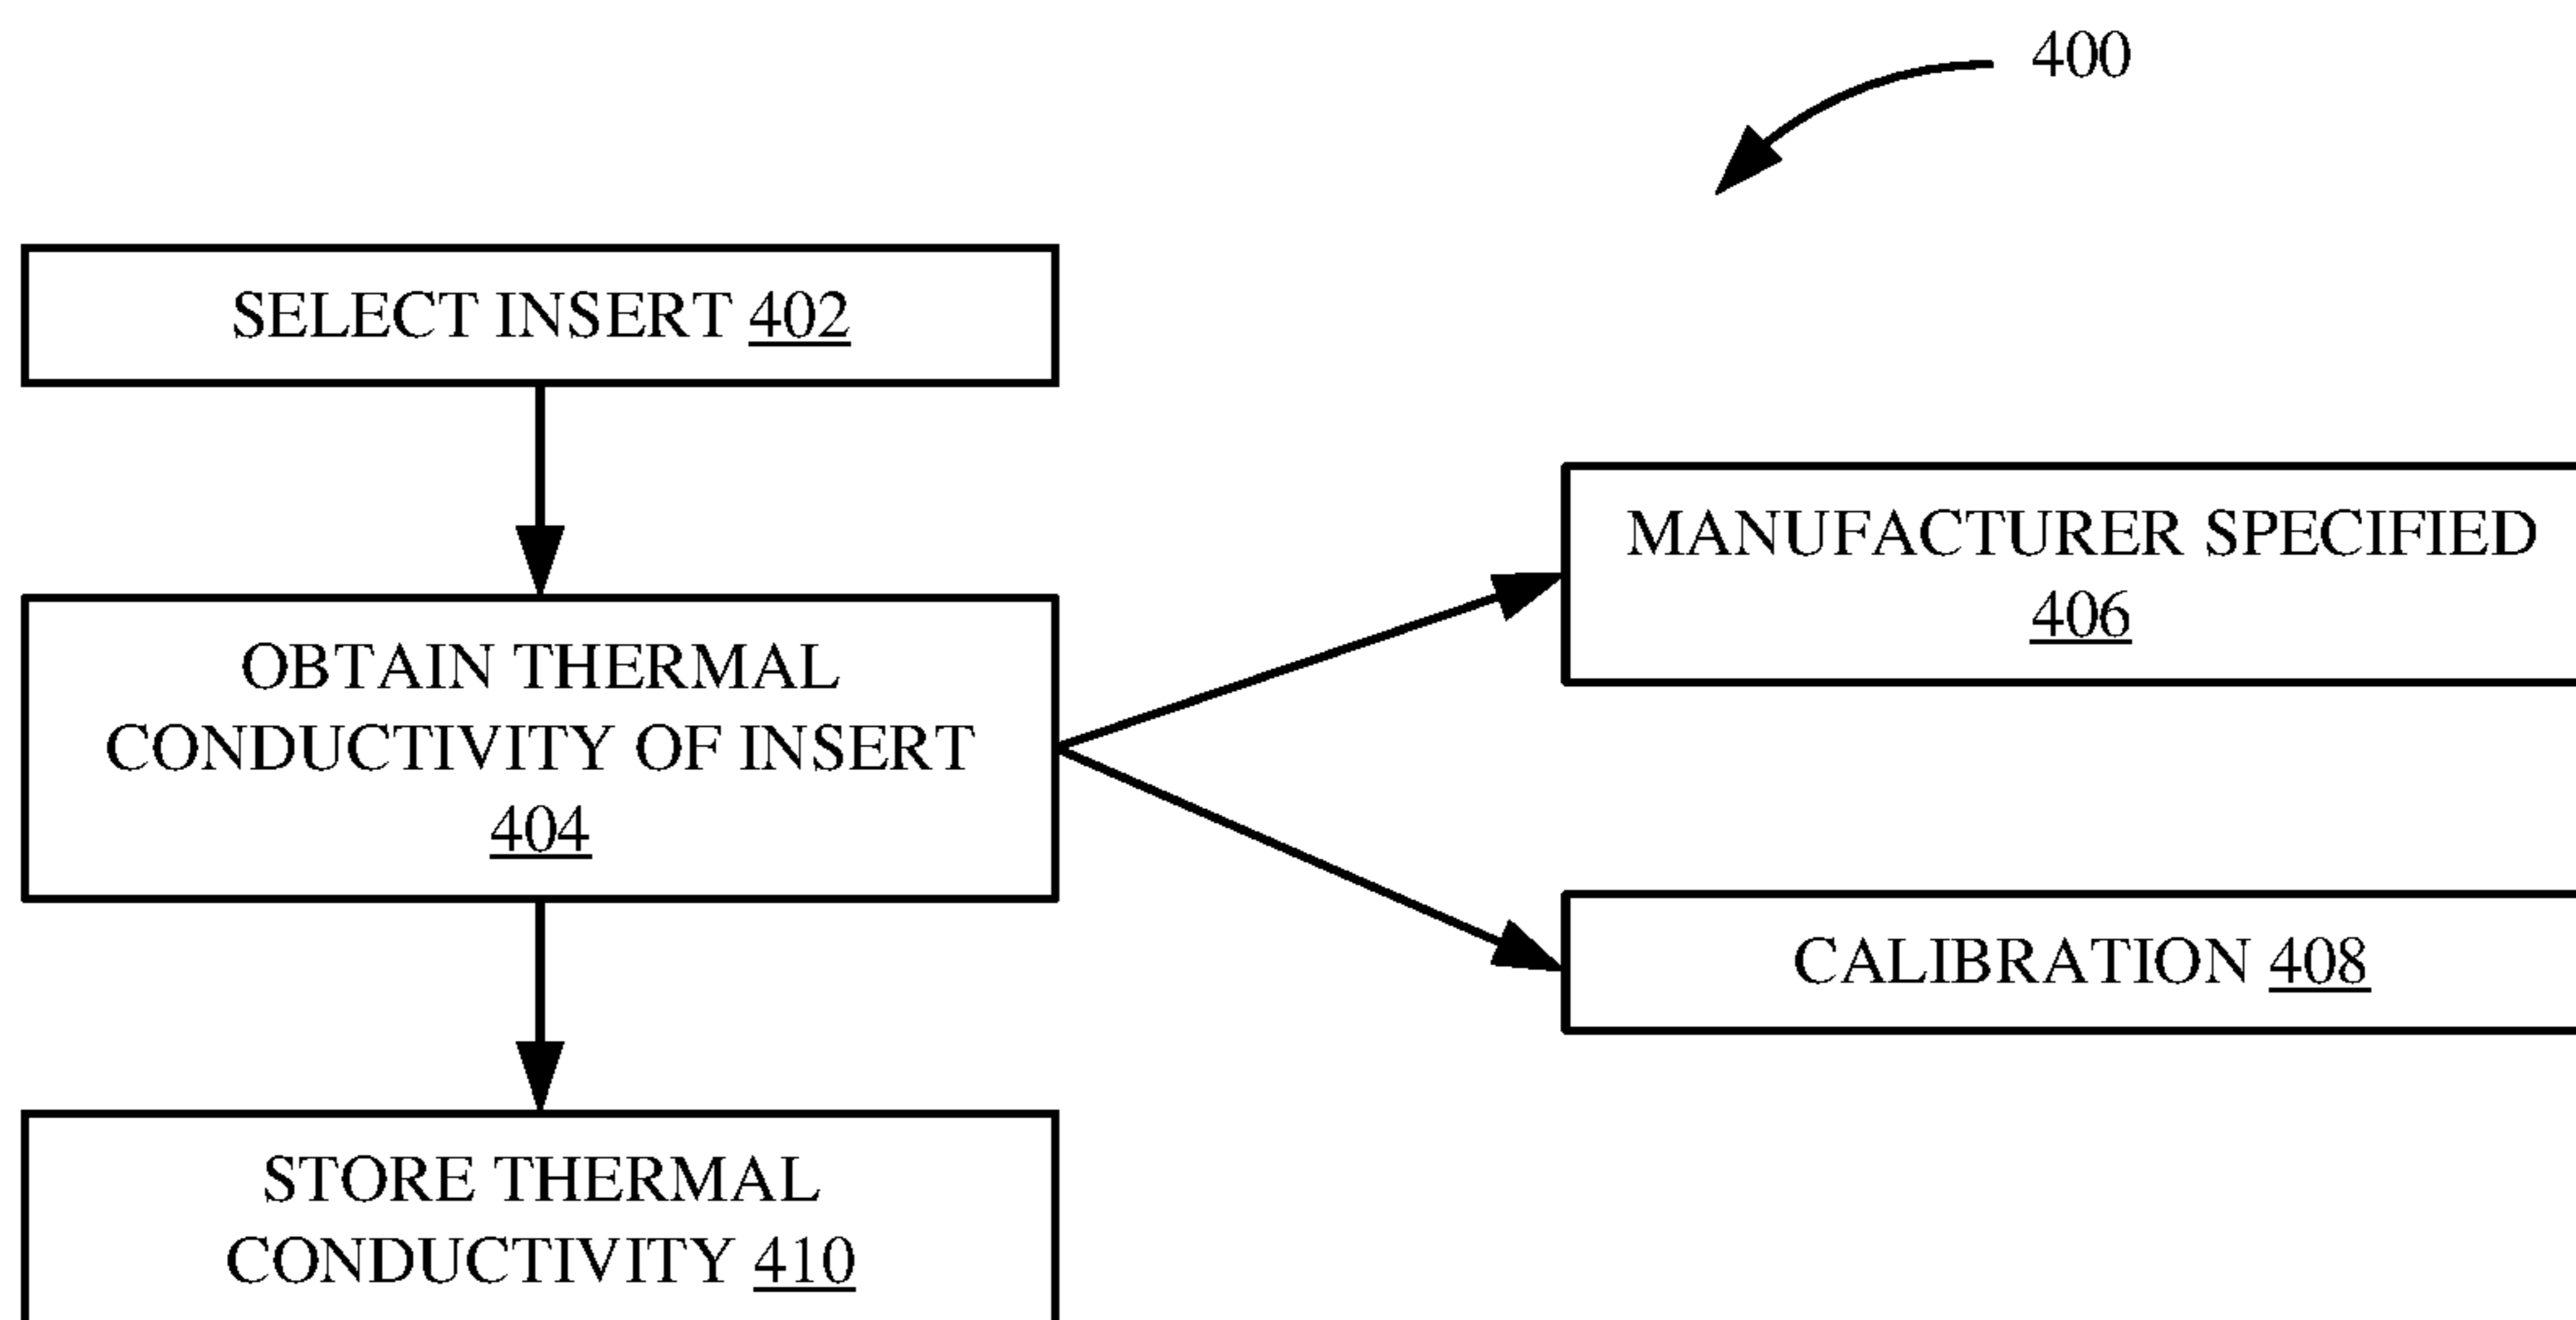 400
SELECT INSERT 402
MANUFACTURER SPECIFIED
406
OBTAIN THERMAL
CONDUCTIVITY OF INSERT
404
CALIBRATION 408
STORE THERMAL
CONDUCTIVITY 410